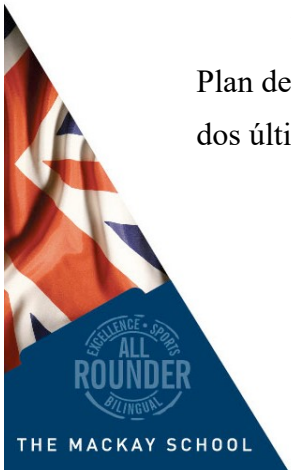 Plan de
dos últi
EXCELLENCE • SPORTS
ALL
ROUNDER
BILINGUAL
THE MACKAY SCHOOL